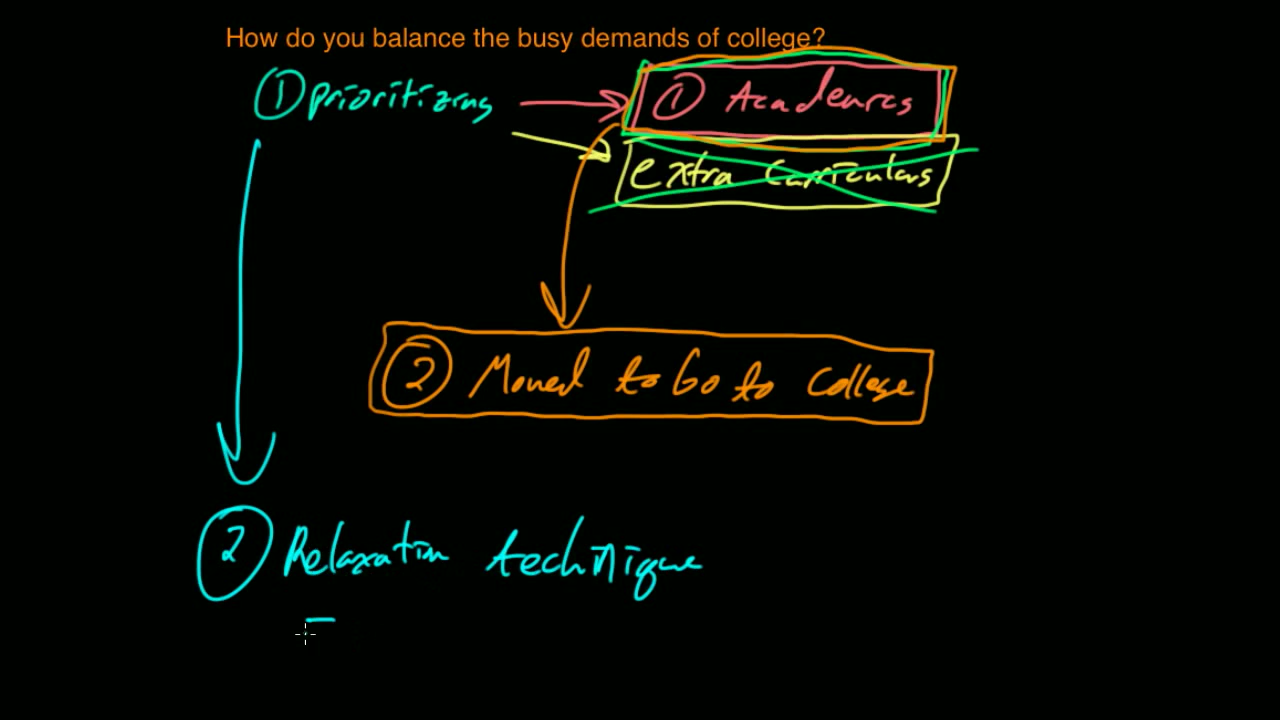 How do you balance the busy demands of college?
① prioritizing
① Academics
extra curriculars
② Moved to Go to college
② Relaxation technique